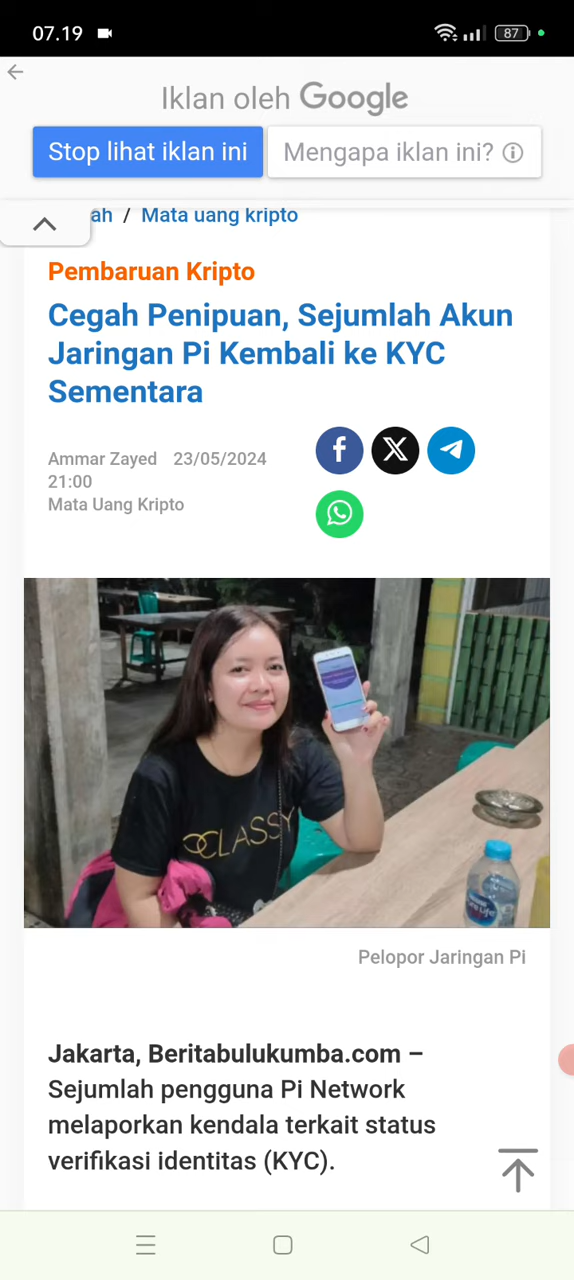 07.19
87
Iklan oleh Google
Stop lihat iklan ini
Mengapa iklan ini?
ah / Mata uang kripto
Pembaruan Kripto
Cegah Penipuan, Sejumlah Akun
Jaringan Pi Kembali ke KYC
Sementara
Ammar Zayed 23/05/2024
21:00
Mata Uang Kripto
CLASSY
Pelopor Jaringan Pi
Jakarta, Beritabulukumba.com –
Sejumlah pengguna Pi Network
melaporkan kendala terkait status
verifikasi identitas (KYC).